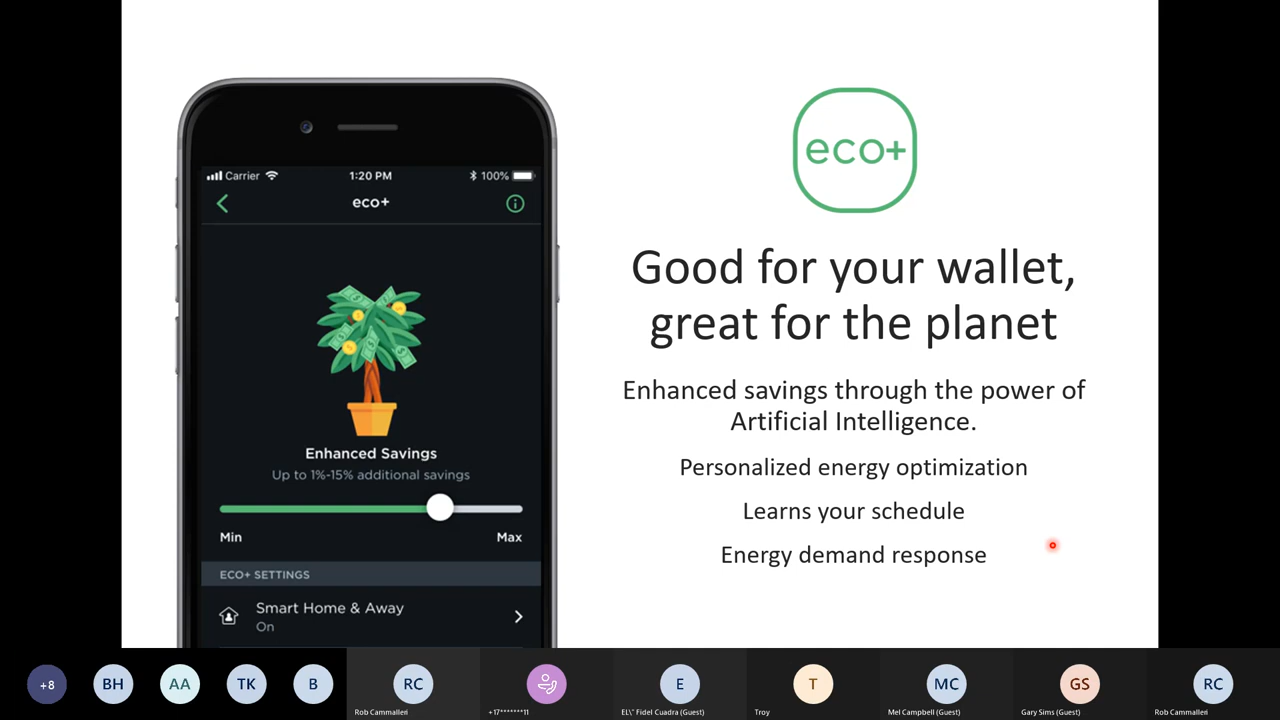 Carrier
1:20 PM
100%
eco+
Enhanced Savings
Up to 1%-15% additional savings
Min
Max
ECO+ SETTINGS
Smart Home & Away
On
eco+
Good for your wallet,
great for the planet
Enhanced savings through the power of
Artificial Intelligence.
Personalized energy optimization
Learns your schedule
Energy demand response
+8
BH
AA
TK
B
RC
Rob Cammalleri
+17*******11
E
EL\" Fidel Cuadra (Guest)
T
Troy
MC
Mel Campbell (Guest)
GS
Gary Sims (Guest)
RC
Rob Cammalleri